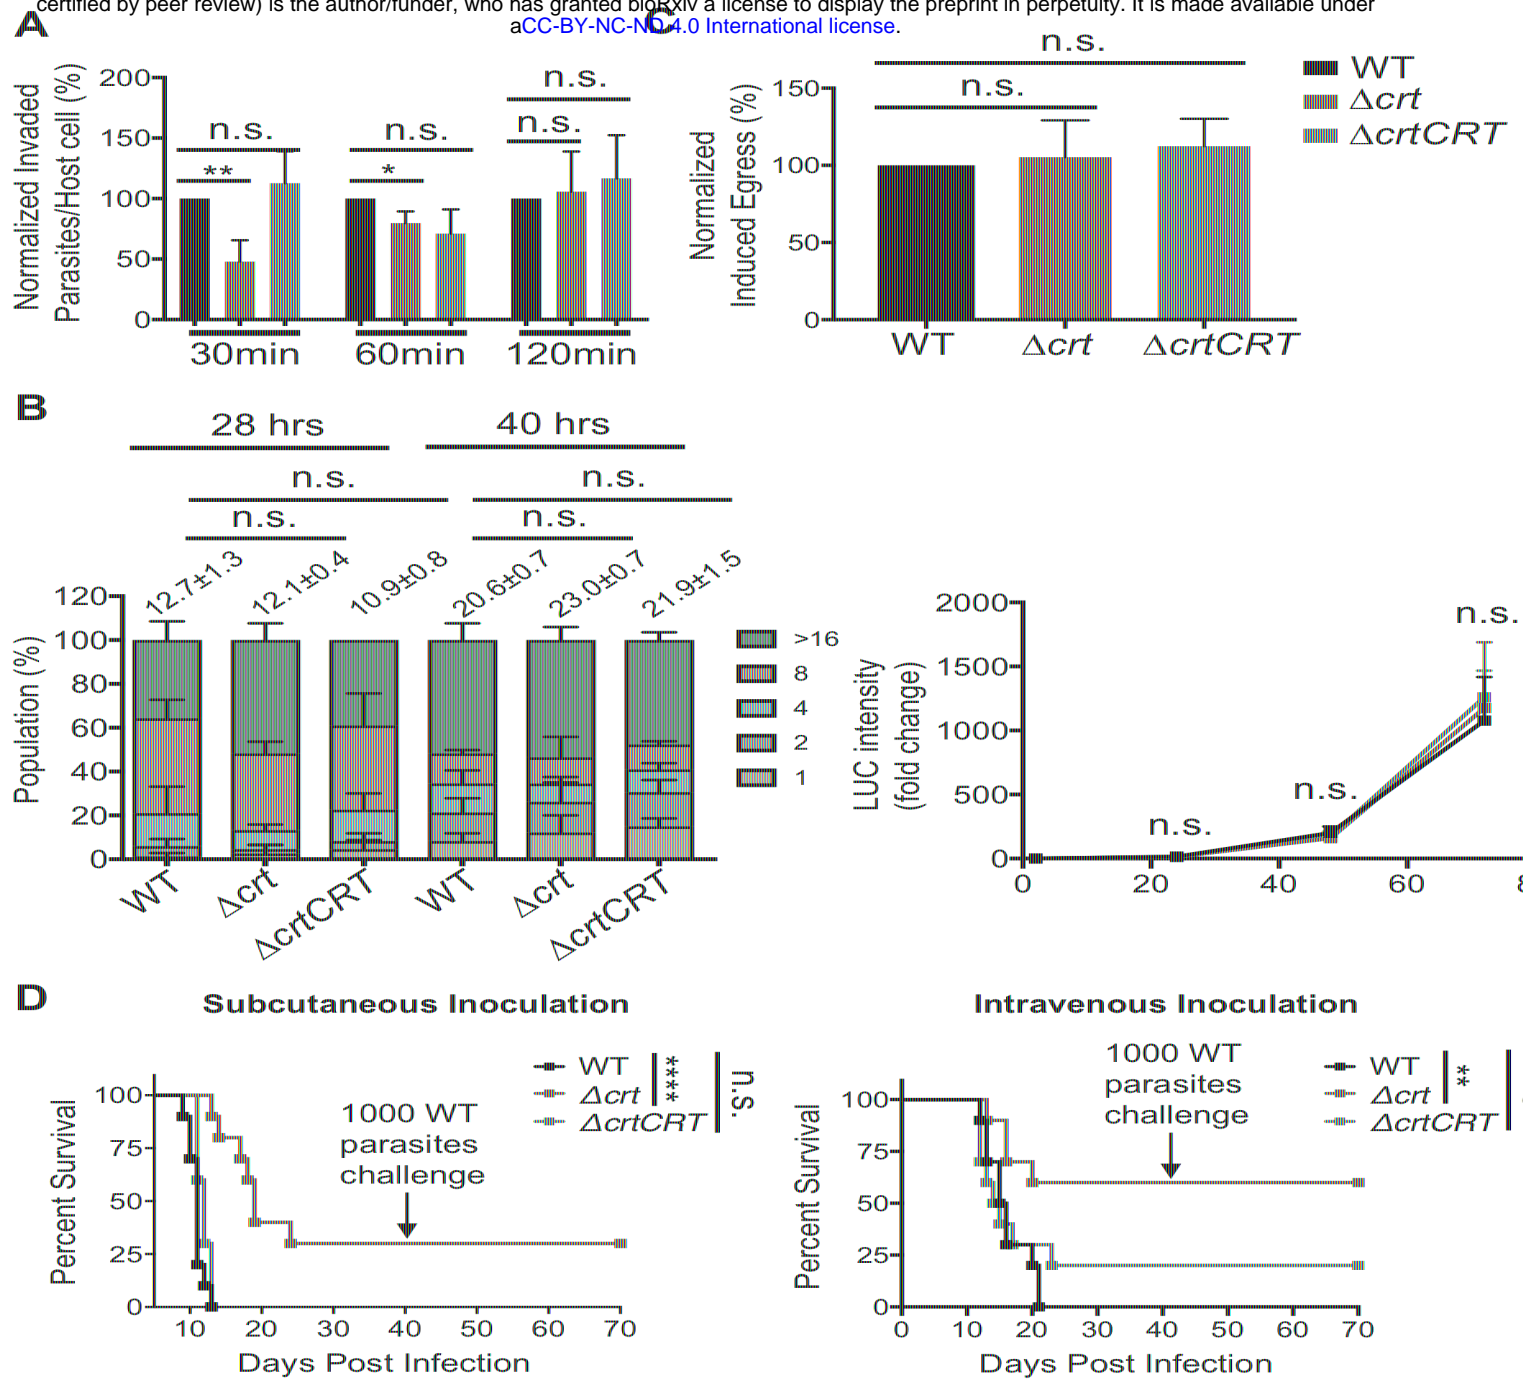 certified by peer review) is the author/funder, who has granted bioRxiv a license to display the preprint in perpetuity. It is made available under
aCC-BY-NC-ND 4.0 International license.
A
Normalized Invaded
Parasites/Host cell (%)
200
150
100
50
0
n.s.
**
n.s.
*
n.s.
n.s.
30min
60min
120min
C
Normalized
Induced Egress (%)
150
100
50
0
n.s.
n.s.
WT
Δcrt
ΔcrtCRT
WT
Δcrt
ΔcrtCRT
B
28 hrs
40 hrs
n.s.
n.s.
n.s.
n.s.
12.7±1.3
12.1±0.4
10.9±0.8
20.6±0.7
23.0±0.7
21.9±1.5
Population (%)
120
100
80
60
40
20
0
WT
Δcrt
ΔcrtCRT
WT
Δcrt
ΔcrtCRT
>16
8
4
2
1
LUC intensity
(fold change)
2000
1500
1000
500
0
n.s.
n.s.
n.s.
0
20
40
60
8
D
Subcutaneous Inoculation
Percent Survival
100
75
50
25
0
1000 WT
parasites
challenge
WT
Δcrt
ΔcrtCRT
****
n.s.
10
20
30
40
50
60
70
Days Post Infection
Intravenous Inoculation
Percent Survival
100
75
50
25
0
1000 WT
parasites
challenge
WT
Δcrt
ΔcrtCRT
**
0
10
20
30
40
50
60
70
Days Post Infection